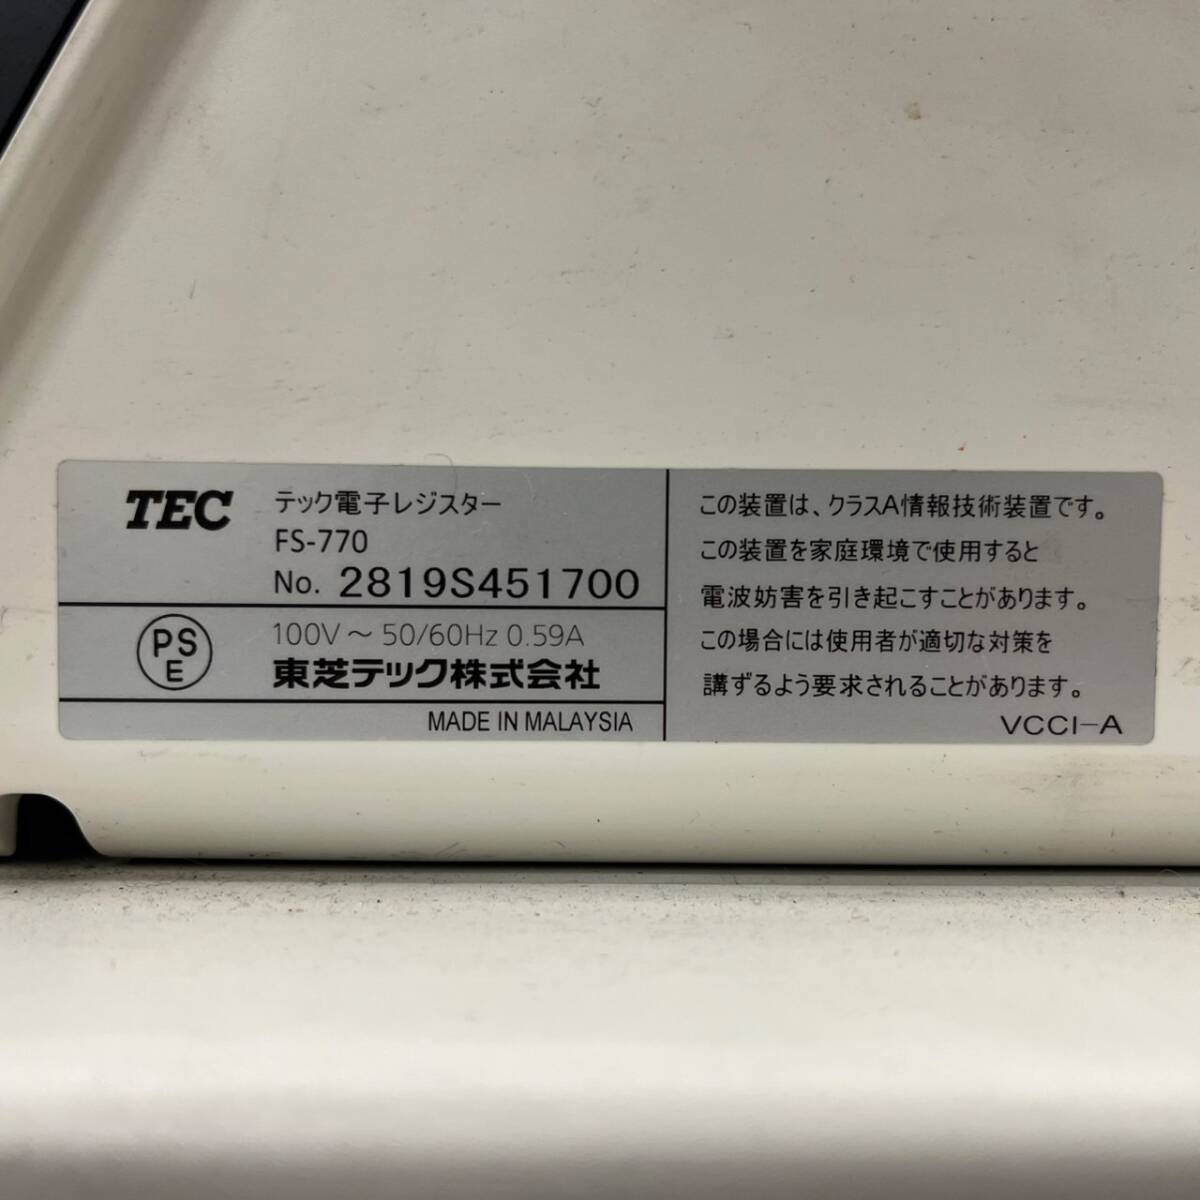 TEC
テック電子レジスター
FS-770
No. 2819S451700
PS
E
100V ～ 50/60Hz 0.59A
東芝テック株式会社
MADE IN MALAYSIA
この装置は、クラスA情報技術装置です。
この装置を家庭環境で使用すると
電波妨害を引き起こすことがあります。
この場合には使用者が適切な対策を
講ずるよう要求されることがあります。
VCCI-A